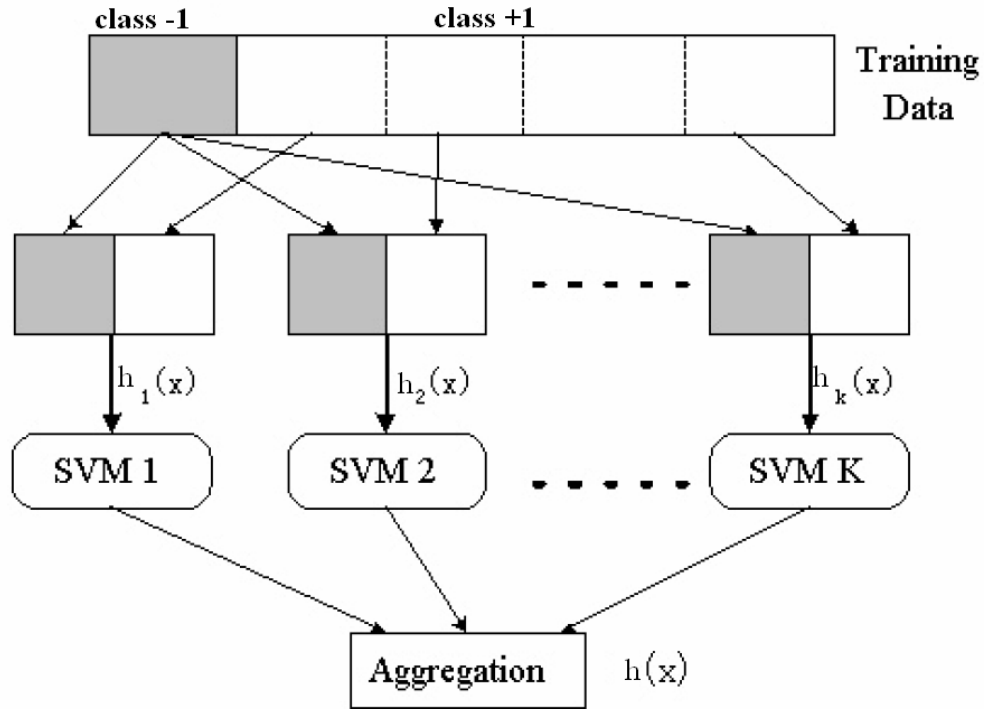 class -1
class +1
Training
Data
h₁(x)
h₂(x)
hₖ(x)
SVM 1
SVM 2
SVM K
Aggregation
h(x)